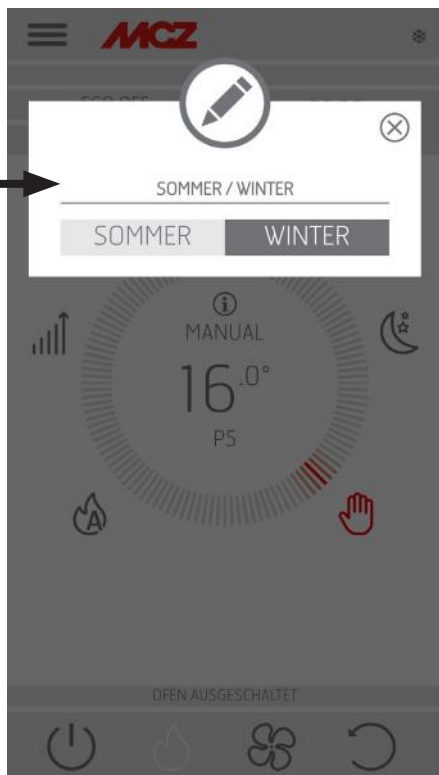 MCZ
SOMMER / WINTER
SOMMER WINTER
MANUAL
16.0°
P5
A
OFEN AUSGESCHALTET